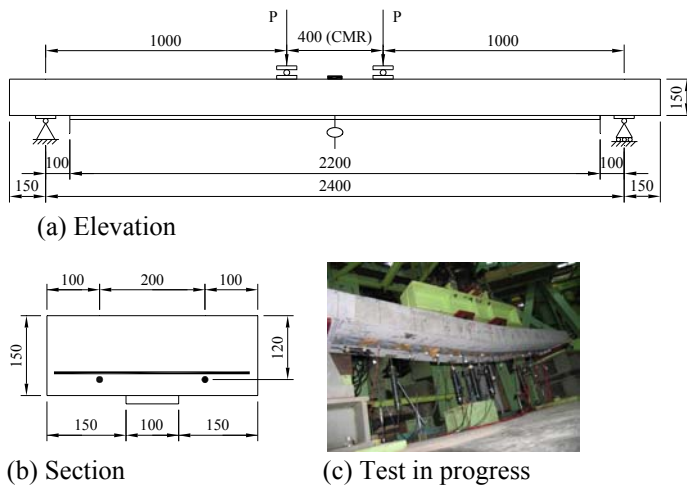 P P
1000 400 (CMR) 1000
150
100 2200 100
150 2400 150
(a) Elevation
100 200 100
150 120
150 100 150
(b) Section (c) Test in progress